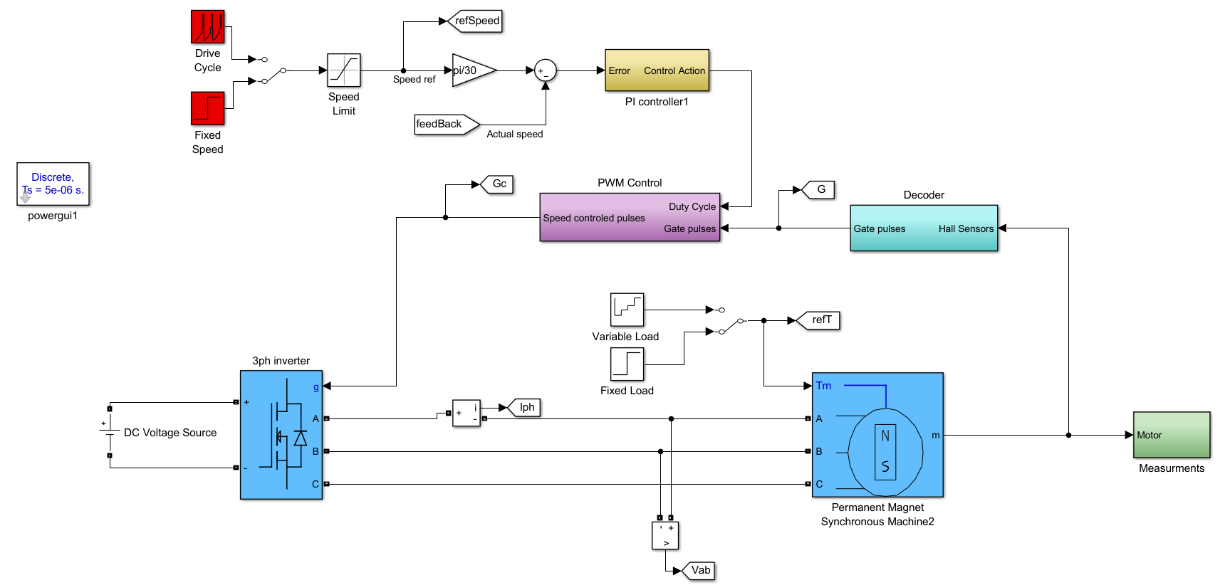 refSpeed
Drive
Cycle
pi/30
Speed ref
+
-
Error
Control Action
PI controller1
Speed
Limit
Fixed
Speed
feedBack
Actual speed
Discrete,
Ts = 5e-06 s.
powergui1
Gc
PWM Control
Duty Cycle
Speed controled pulses
Gate pulses
G
Decoder
Gate pulses
Hall Sensors
Variable Load
refT
Fixed Load
3ph inverter
g
+
A
B
-
C
+
DC Voltage Source
+
i
-
Iph
Tm
A
B
C
N
S
m
Permanent Magnet
Synchronous Machine2
Motor
Measurments
- +
v
Vab